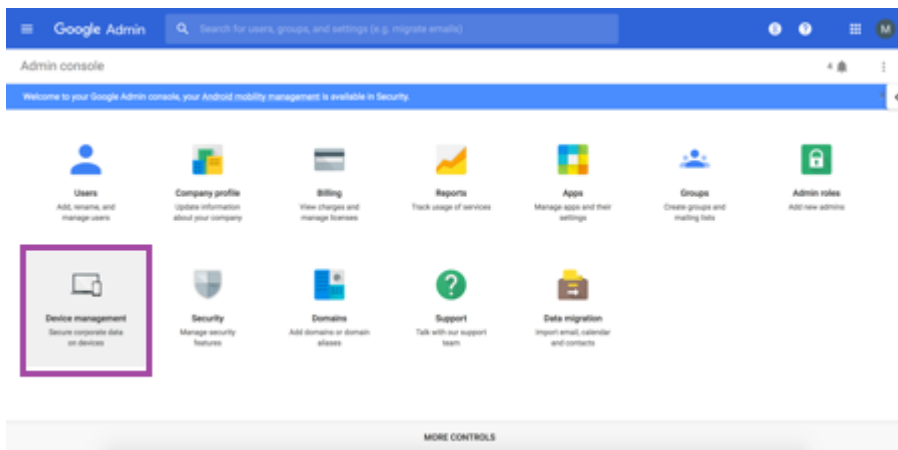 Google Admin
Search for users, groups, and settings (e.g. migrate emails)
M
Admin console
4
Welcome to your Google Admin console, your Android mobility management is available in Security.
Users
Add, rename, and
manage users
Company profile
Update information
about your company
Billing
View charges and
manage licenses
Reports
Track usage of services
Apps
Manage apps and their
settings
Groups
Create groups and
mailing lists
Admin roles
Add new admins
Device management
Secure corporate data
on devices
Security
Manage security
features
Domains
Add domains or domain
aliases
Support
Talk with our support
team
Data migration
Import email, calendar
and contacts
MORE CONTROLS